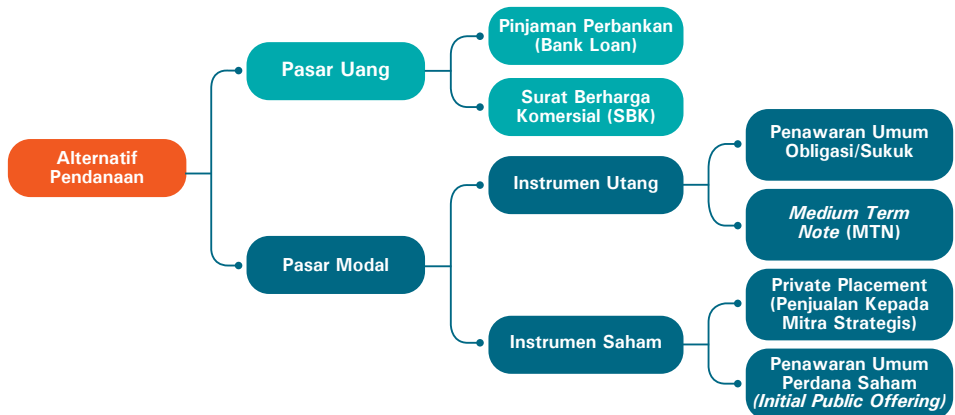 Alternatif
Pendanaan
Pasar Uang
Pinjaman Perbankan
(Bank Loan)
Surat Berharga
Komersial (SBK)
Pasar Modal
Instrumen Utang
Penawaran Umum
Obligasi/Sukuk
Medium Term
Note (MTN)
Instrumen Saham
Private Placement
(Penjualan Kepada
Mitra Strategis)
Penawaran Umum
Perdana Saham
(Initial Public Offering)